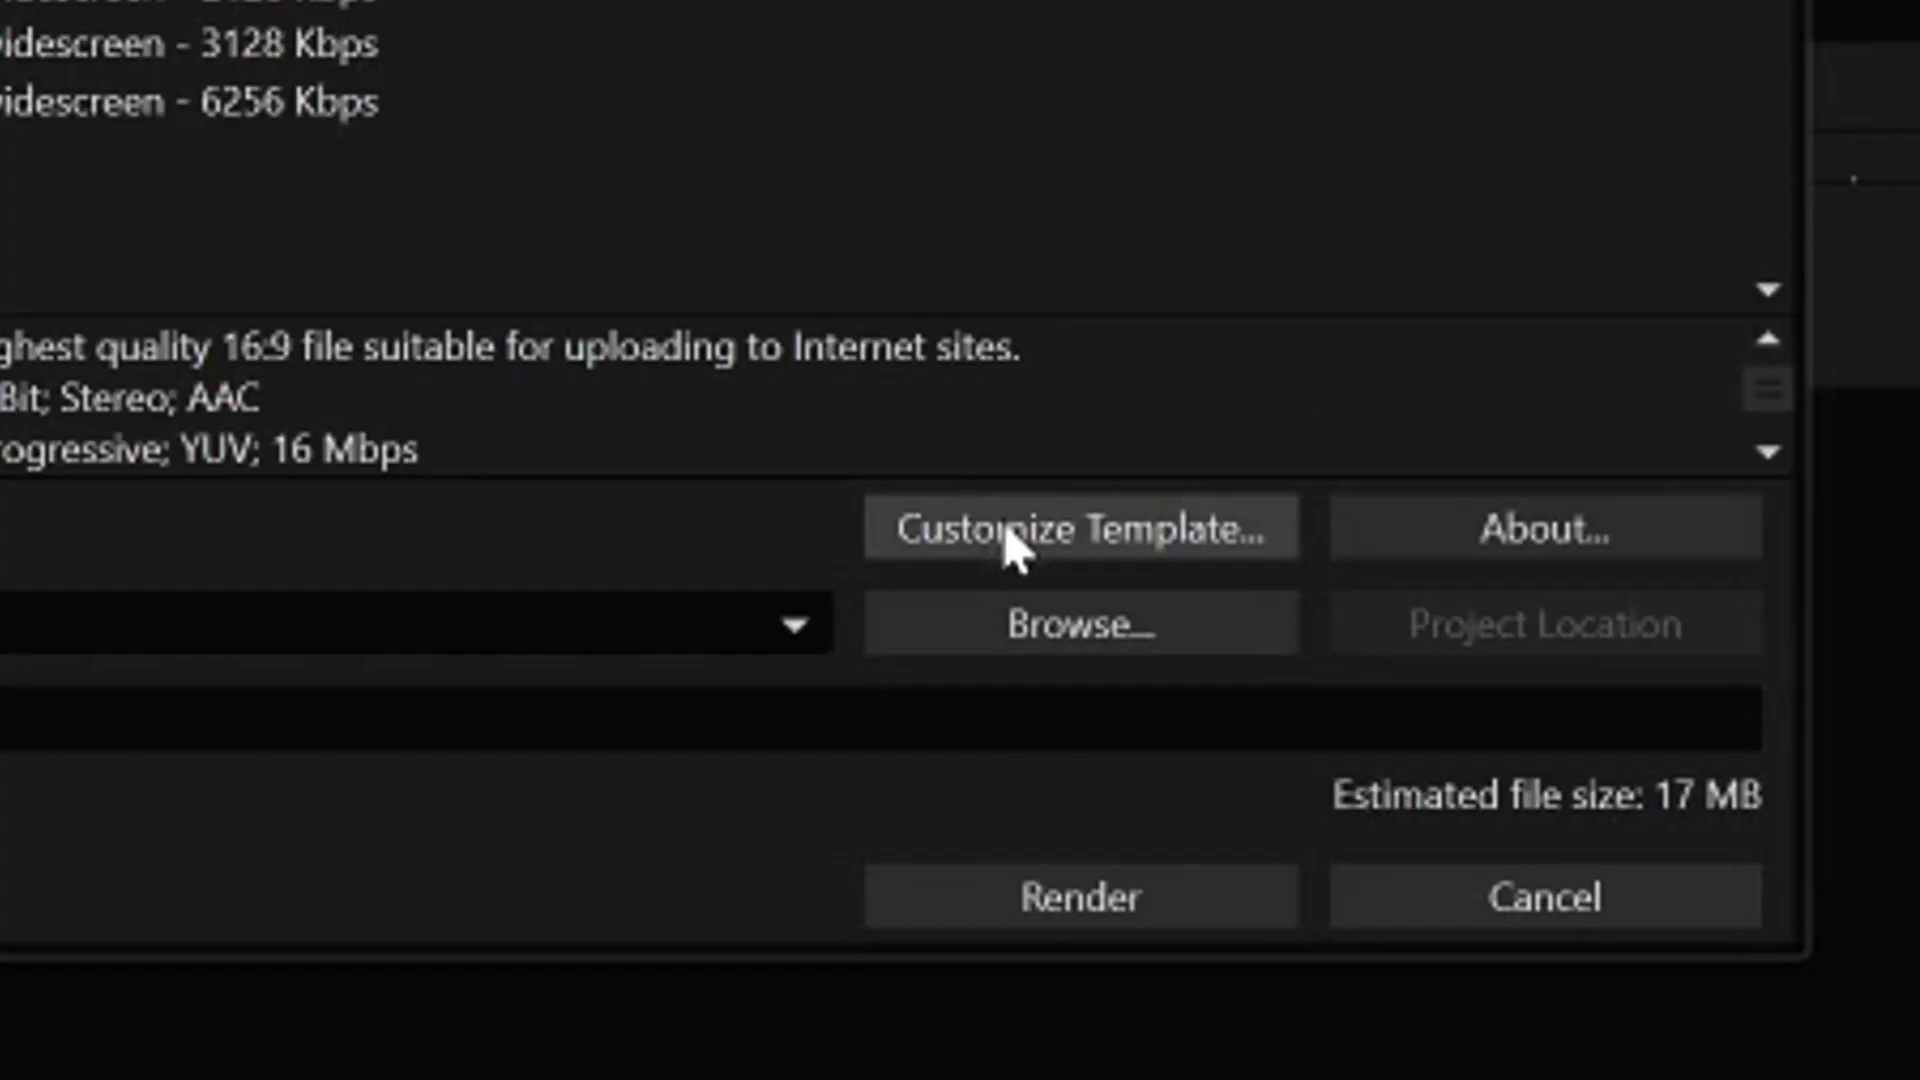 idescreen - 3128 Kbps
idescreen - 6256 Kbps
ghest quality 16:9 file suitable for uploading to Internet sites.
Bit; Stereo; AAC
rogressive; YUV; 16 Mbps
Customize Template... About...
Browse... Project Location
Estimated file size: 17 MB
Render Cancel